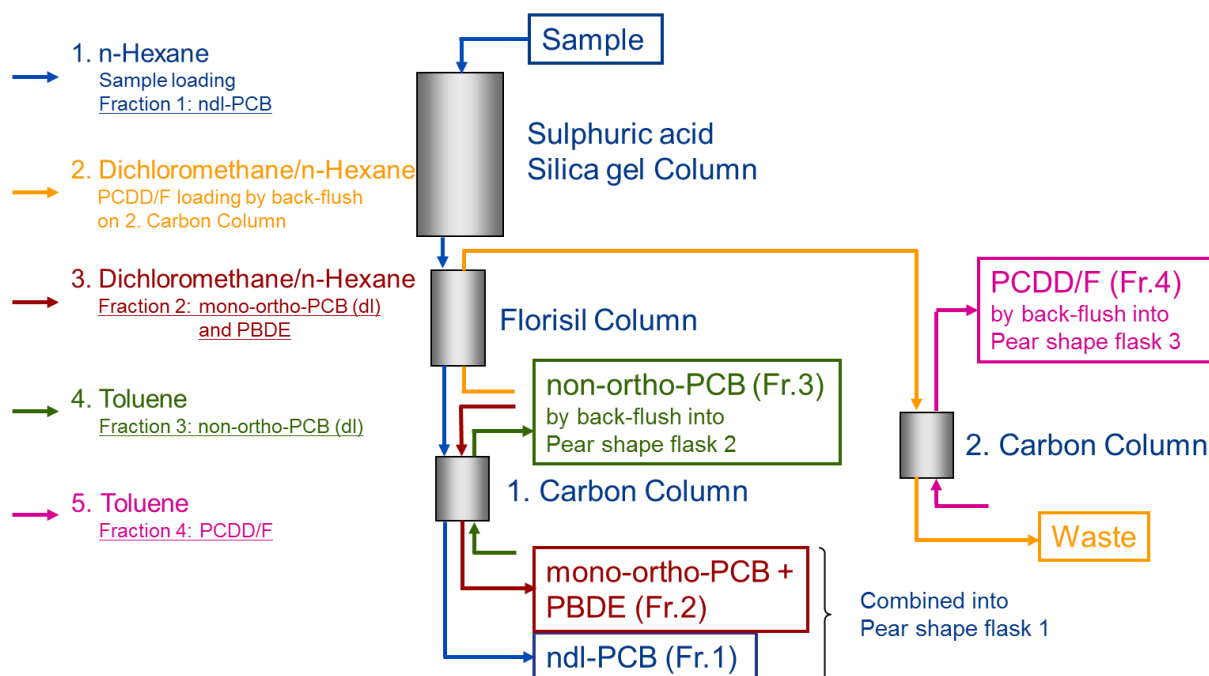 1. n-Hexane
Sample loading
Fraction 1: ndl-PCB
2. Dichloromethane/n-Hexane
PCDD/F loading by back-flush
on 2. Carbon Column
3. Dichloromethane/n-Hexane
Fraction 2: mono-ortho-PCB (dl)
and PBDE
4. Toluene
Fraction 3: non-ortho-PCB (dl)
5. Toluene
Fraction 4: PCDD/F
Sample
Sulphuric acid
Silica gel Column
Florisil Column
non-ortho-PCB (Fr.3)
by back-flush into
Pear shape flask 2
1. Carbon Column
mono-ortho-PCB +
PBDE (Fr.2)
ndl-PCB (Fr.1)
Combined into
Pear shape flask 1
PCDD/F (Fr.4)
by back-flush into
Pear shape flask 3
2. Carbon Column
Waste